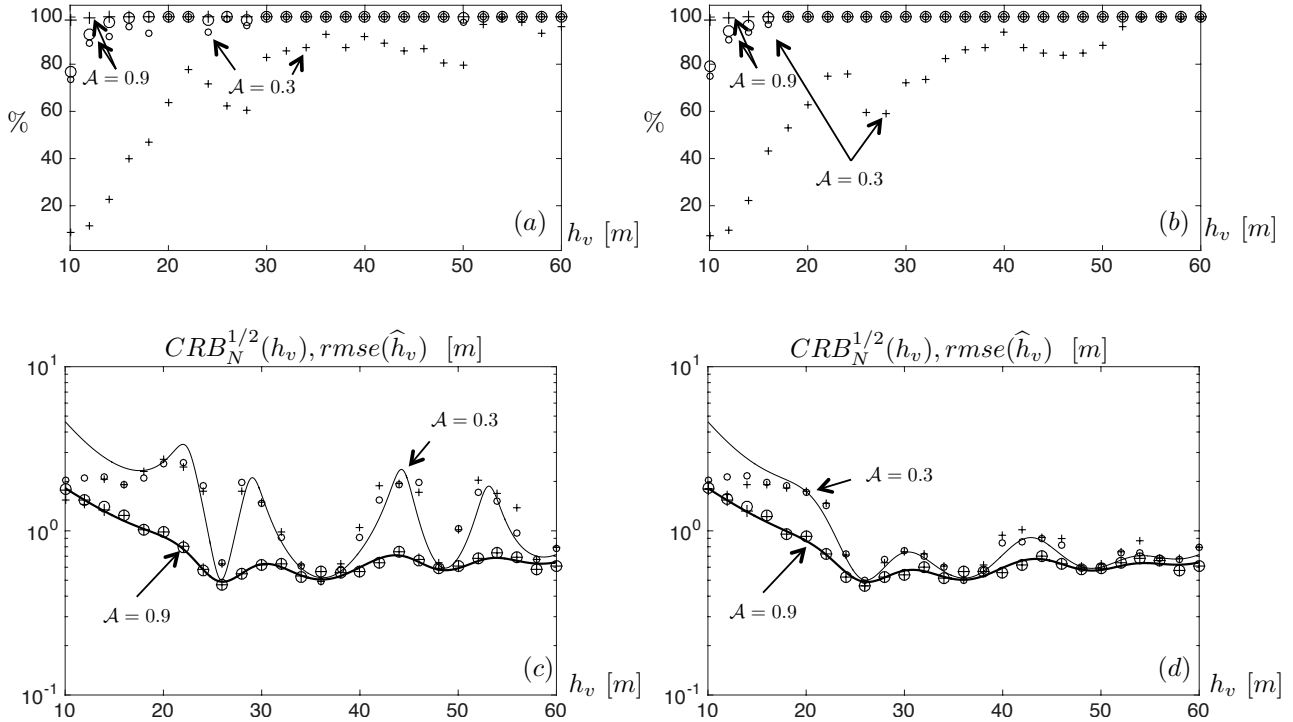 100
80
60
40
20
%
A = 0.9
A = 0.3
(a)
h_v [m]
10 20 30 40 50 60
100
80
60
40
20
%
A = 0.9
A = 0.3
(b)
h_v [m]
10 20 30 40 50 60
CRB_N^{1/2}(h_v), rmse(\widehat{h}_v) [m]
10^1
10^0
10^{-1}
A = 0.3
A = 0.9
(c)
h_v [m]
10 20 30 40 50 60
CRB_N^{1/2}(h_v), rmse(\widehat{h}_v) [m]
10^1
10^0
10^{-1}
A = 0.3
A = 0.9
(d)
h_v [m]
10 20 30 40 50 60